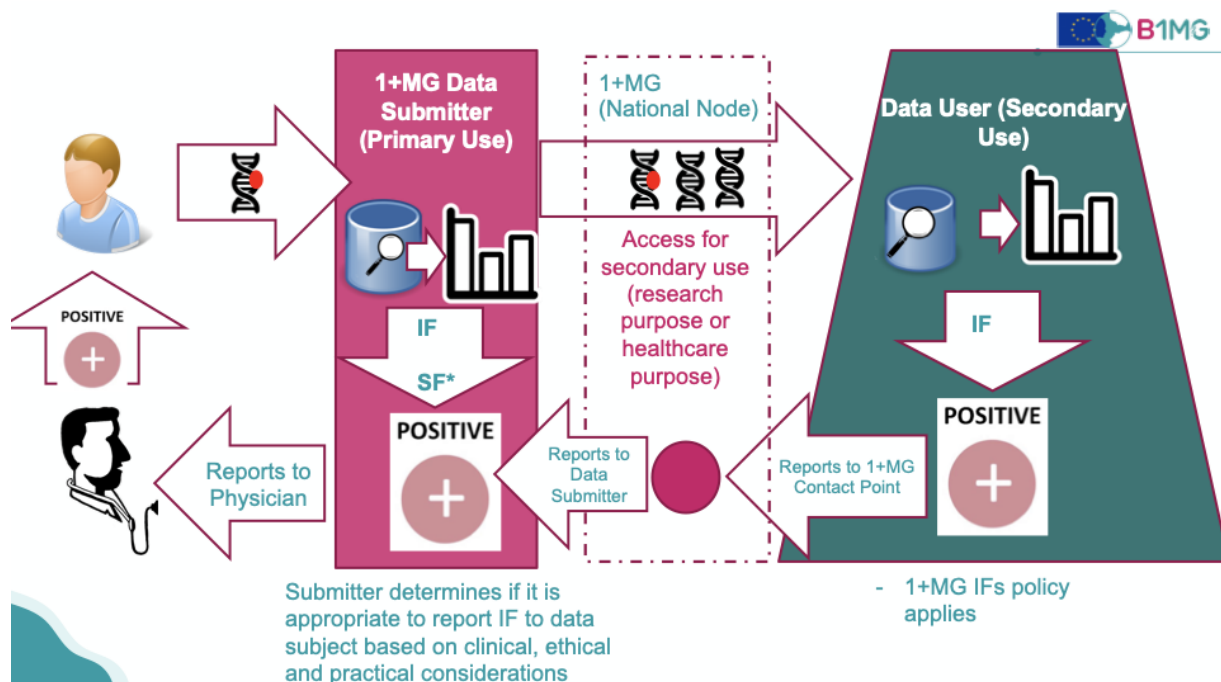 B1MG
1+MG Data
Submitter
(Primary Use)
1+MG
(National Node)
Data User (Secondary
Use)
Access for
secondary use
(research
purpose or
healthcare
purpose)
IF
SF*
IF
POSITIVE
POSITIVE
POSITIVE
Reports to
Physician
Reports to
Data
Submitter
Reports to 1+MG
Contact Point
Submitter determines if it is
appropriate to report IF to data
subject based on clinical, ethical
and practical considerations
- 1+MG IFs policy
applies